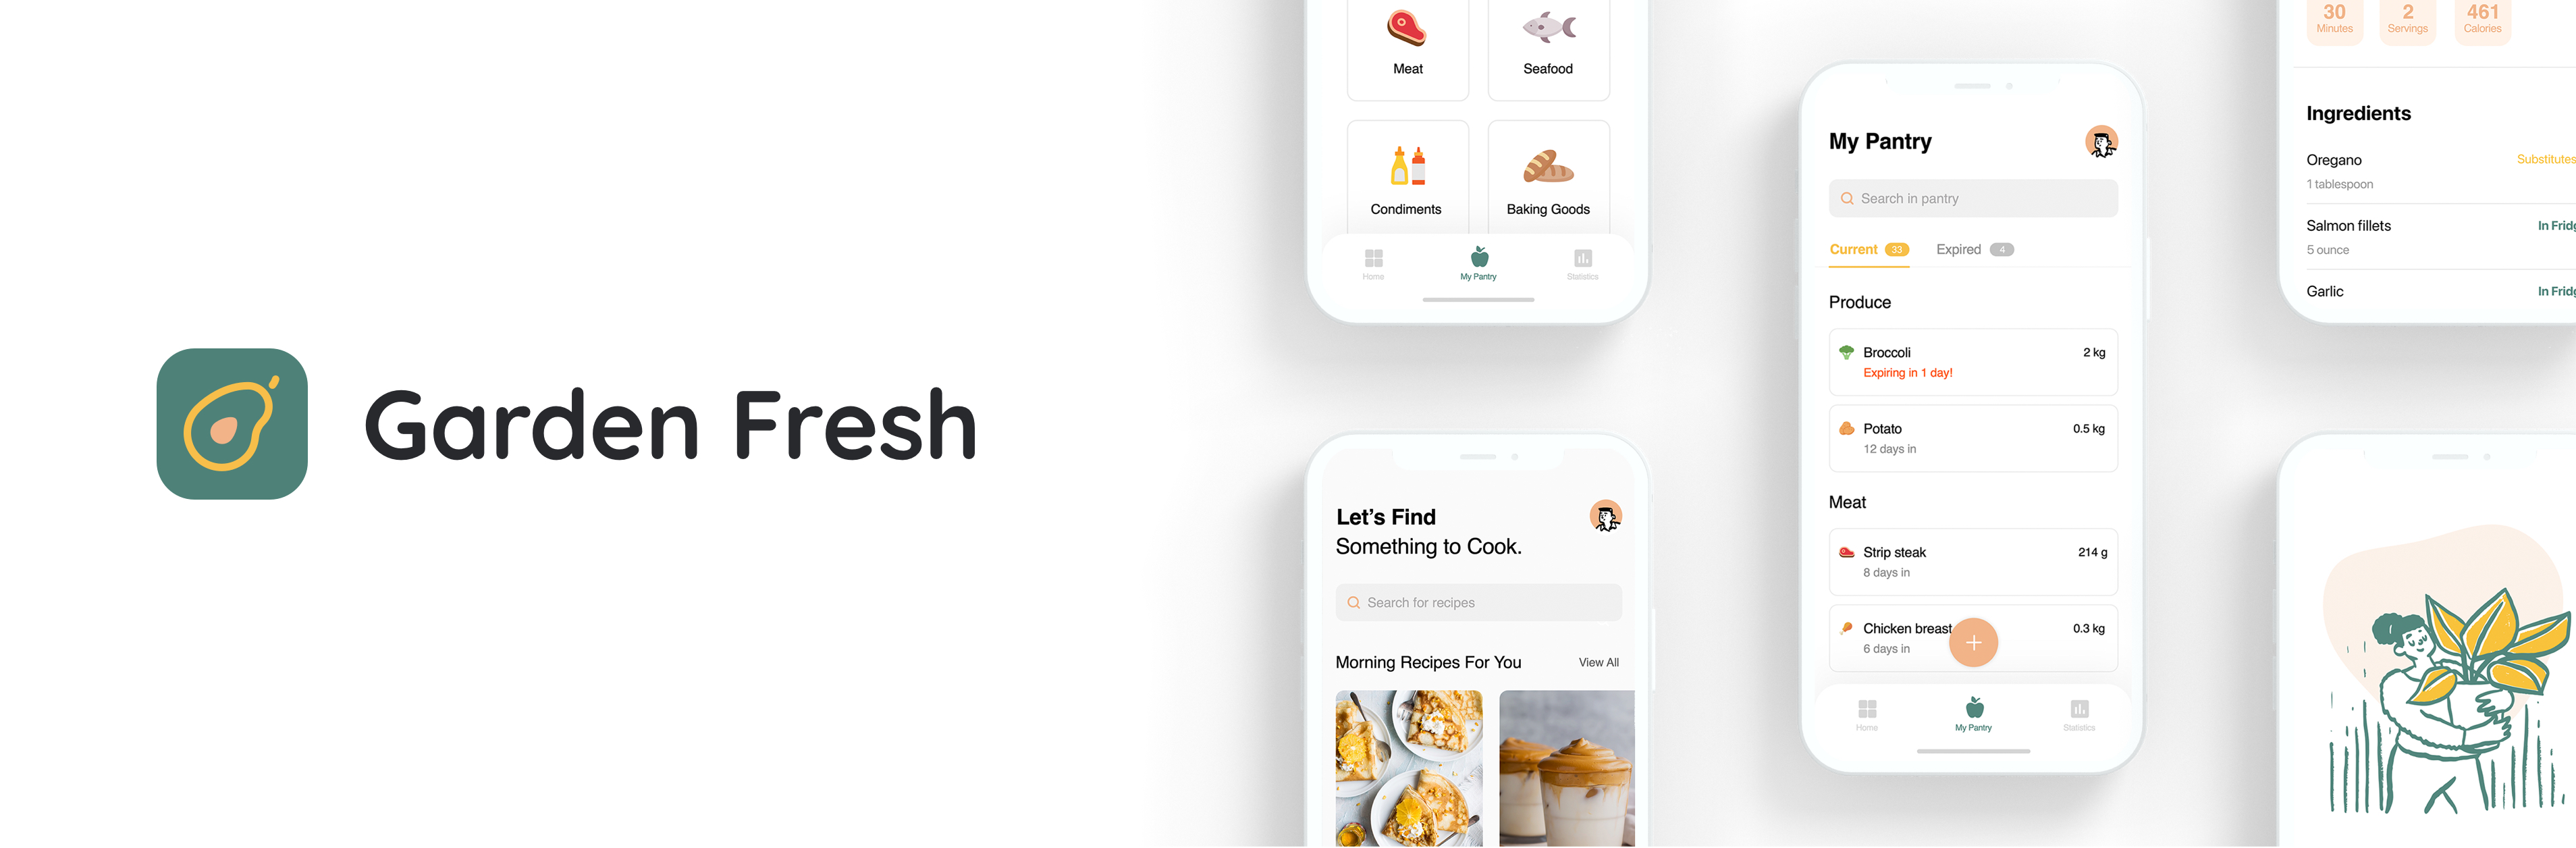 Garden Fresh
Meat
Seafood
Condiments
Baking Goods
Home
My Pantry
Statistics
Let's Find
Something to Cook.
Search for recipes
Morning Recipes For You
View All
My Pantry
Search in pantry
Current 33
Expired 4
Produce
Broccoli 2 kg
Expiring in 1 day!
Potato 0.5 kg
12 days in
Meat
Strip steak 214 g
8 days in
Chicken breast 0.3 kg
6 days in
Home
My Pantry
Statistics
30 2 461
Minutes Servings Calories
Ingredients
Oregano Substitutes
1 tablespoon
Salmon fillets In Fridg
5 ounce
Garlic In Fridg